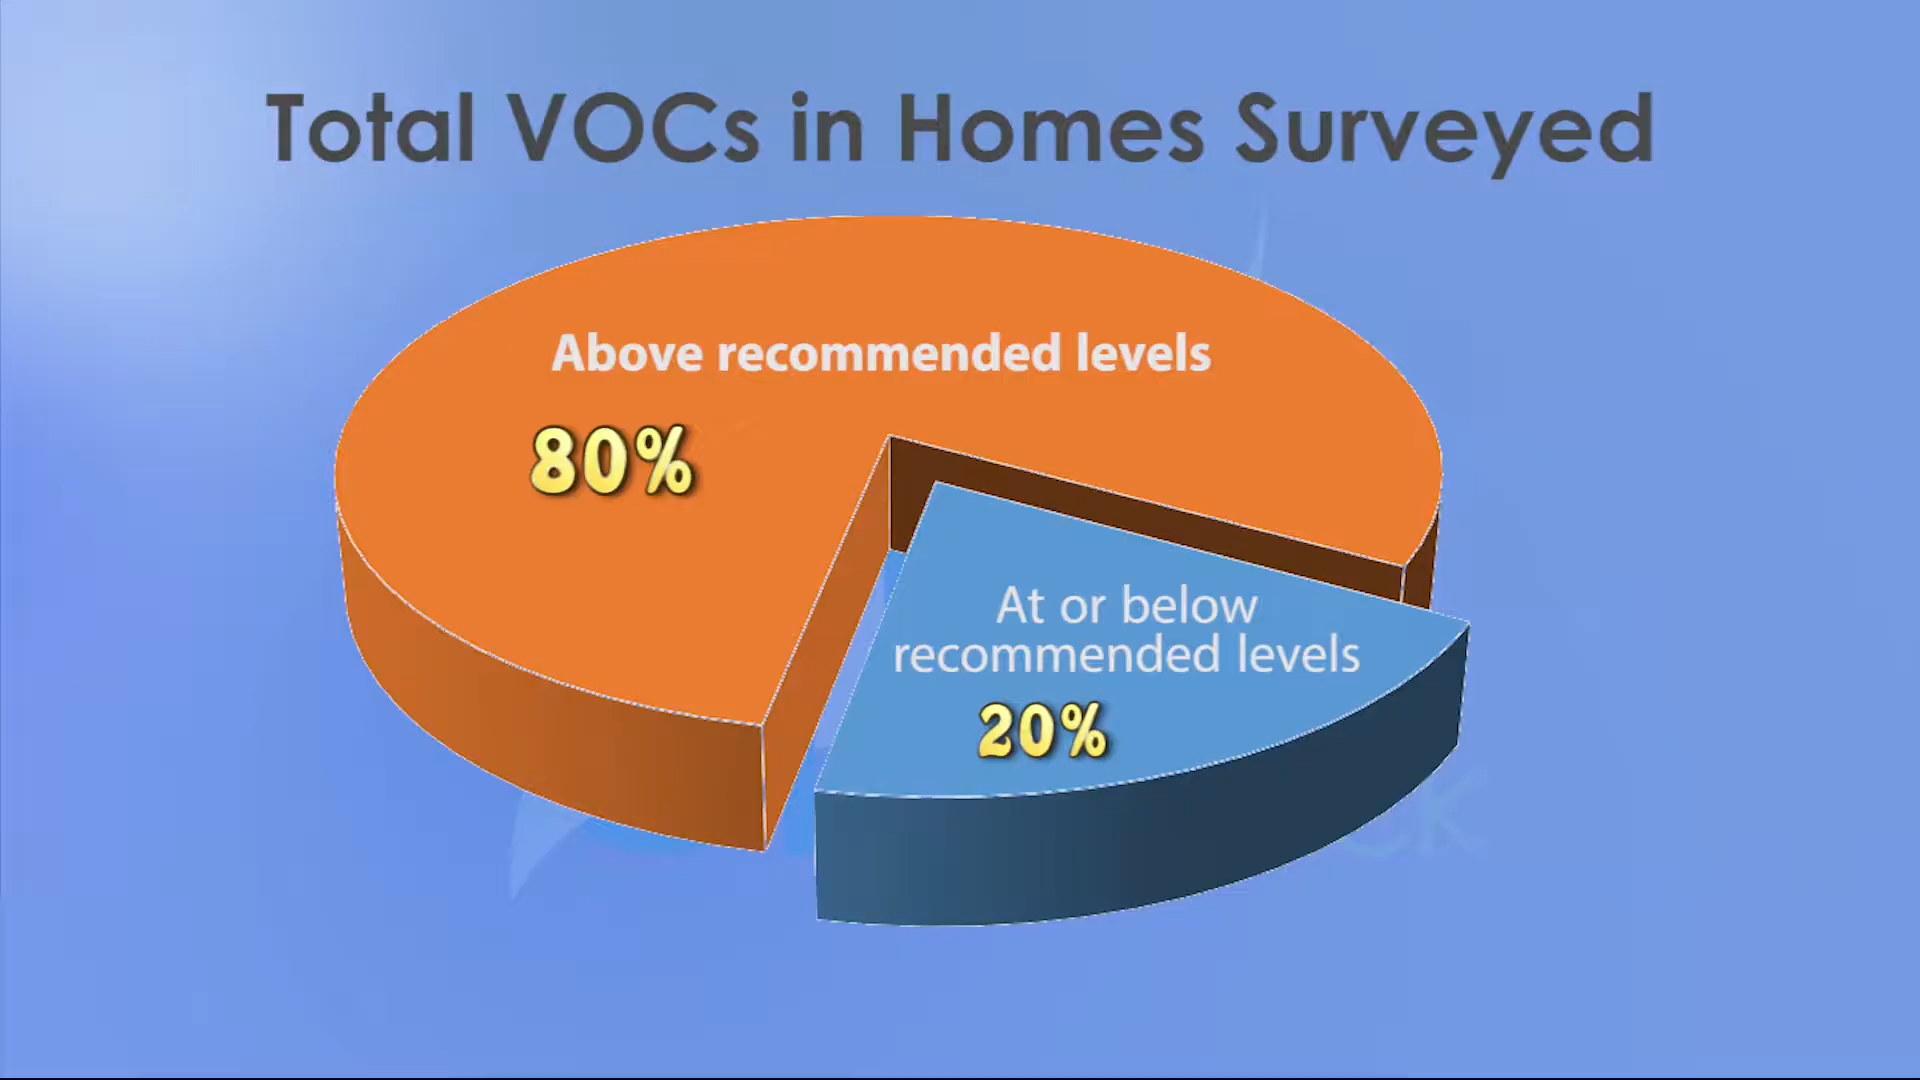 Total VOCs in Homes Surveyed
Above recommended levels
80%
At or below
recommended levels
20%